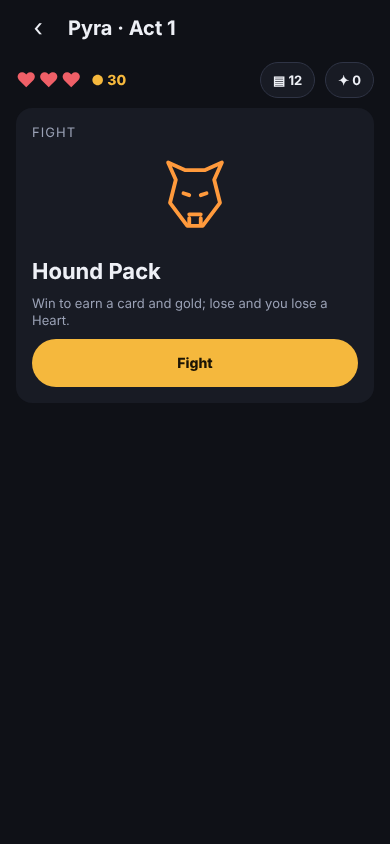 Pyra · Act 1
30
12
0
FIGHT
Hound Pack
Win to earn a card and gold; lose and you lose a
Heart.
Fight